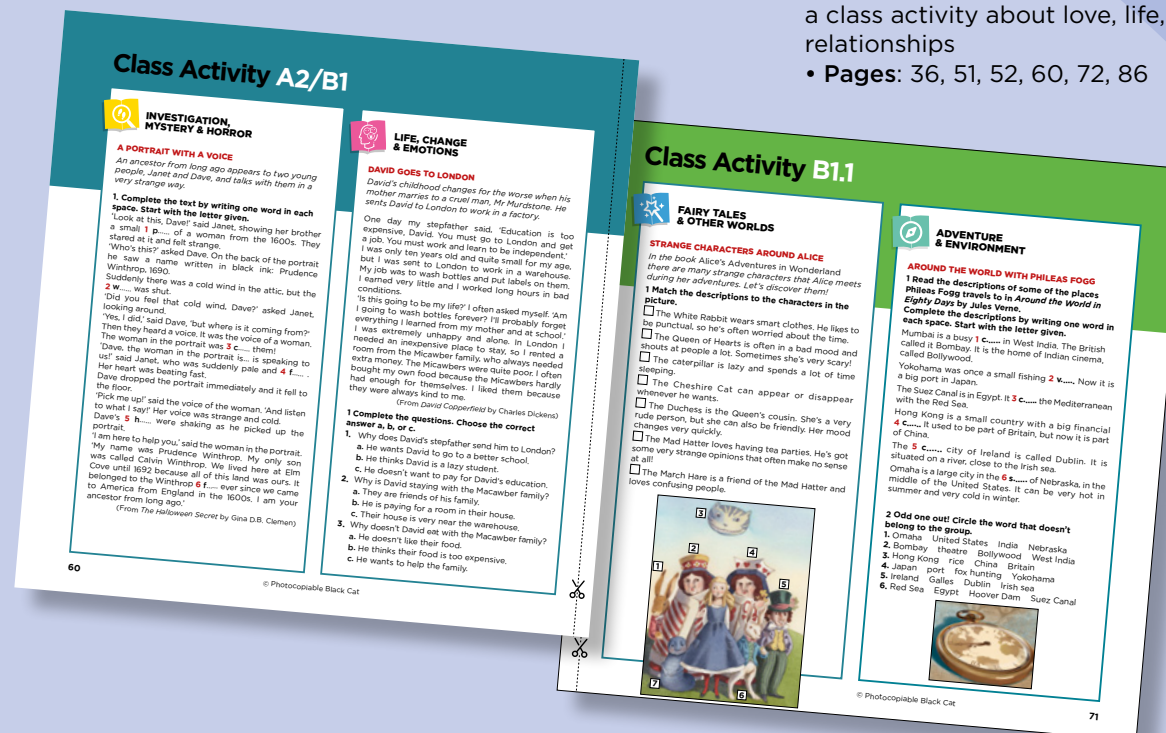 a class activity about love, life,
relationships
• Pages: 36, 51, 52, 60, 72, 86
Class Activity A2/B1
INVESTIGATION,
MYSTERY & HORROR
A PORTRAIT WITH A VOICE
An ancestor from long ago appears to two young
people, Janet and Dave, and talks with them in a
very strange way.
1. Complete the text by writing one word in each
space. Start with the letter given.
'Look at this, Dave!' said Janet, showing her brother
a small 1 p...... of a woman from the 1600s. They
stared at it and felt strange.
'Who's this?' asked Dave. On the back of the portrait
he saw a name written in black ink: Prudence
Winthrop, 1690.
Suddenly there was a cold wind in the attic, but the
2 w...... was shut.
'Did you feel that cold wind, Dave?' asked Janet,
looking around.
'Yes, I did,' said Dave, 'but where is it coming from?'
Then they heard a voice. It was the voice of a woman.
The woman in the portrait was 3 c...... them!
'Dave, the woman in the portrait is... is speaking to
us!' said Janet, who was suddenly pale and 4 f...... .
Her heart was beating fast.
Dave dropped the portrait immediately and it fell to
the floor.
'Pick me up!' said the voice of the woman. 'And listen
to what I say!' Her voice was strange and cold.
Dave's 5 h...... were shaking as he picked up the
portrait.
'I am here to help you,' said the woman in the portrait.
'My name was Prudence Winthrop. My only son
was called Calvin Winthrop. We lived here at Elm
Cove until 1692 because all of this land was ours. It
belonged to the Winthrop 6 f...... ever since we came
to America from England in the 1600s. I am your
ancestor from long ago.'
(From The Halloween Secret by Gina D.B. Clemen)
LIFE, CHANGE
& EMOTIONS
DAVID GOES TO LONDON
David's childhood changes for the worse when his
mother marries to a cruel man, Mr Murdstone. He
sents David to London to work in a factory.
One day my stepfather said, 'Education is too
expensive, David. You must go to London and get
a job. You must work and learn to be independent.'
I was only ten years old and quite small for my age,
but I was sent to London to work in a warehouse.
My job was to wash bottles and put labels on them.
I earned very little and I worked long hours in bad
conditions.
'Is this going to be my life?' I often asked myself. 'Am
I going to wash bottles forever? I'll probably forget
everything I learned from my mother and at school.'
I was extremely unhappy and alone. In London I
needed an inexpensive place to stay, so I rented a
room from the Micawber family, who always needed
extra money. The Micawbers were quite poor. I often
bought my own food because the Micawbers hardly
had enough for themselves. I liked them because
they were always kind to me.
(From David Copperfield by Charles Dickens)
1 Complete the questions. Choose the correct
answer a, b, or c.
1. Why does David's stepfather send him to London?
a. He wants David to go to a better school.
b. He thinks David is a lazy student.
c. He doesn't want to pay for David's education.
2. Why is David staying with the Macawber family?
a. They are friends of his family.
b. He is paying for a room in their house.
c. Their house is very near the warehouse.
3. Why doesn't David eat with the Macawber family?
a. He doesn't like their food.
b. He thinks their food is too expensive.
c. He wants to help the family.
60
© Photocopiable Black Cat
Class Activity B1.1
FAIRY TALES
& OTHER WORLDS
STRANGE CHARACTERS AROUND ALICE
In the book Alice's Adventures in Wonderland
there are many strange characters that Alice meets
during her adventures. Let's discover them!
1 Match the descriptions to the characters in the
picture.
The White Rabbit wears smart clothes. He likes to
be punctual, so he's often worried about the time.
The Queen of Hearts is often in a bad mood and
shouts at people a lot. Sometimes she's very scary!
The caterpillar is lazy and spends a lot of time
sleeping.
The Cheshire Cat can appear or disappear
whenever he wants.
The Duchess is the Queen's cousin. She's a very
rude person, but she can also be friendly. Her mood
changes very quickly.
The Mad Hatter loves having tea parties. He's got
some very strange opinions that often make no sense
at all!
The March Hare is a friend of the Mad Hatter and
loves confusing people.
3
2
4
1
5
7
6
ADVENTURE
& ENVIRONMENT
AROUND THE WORLD WITH PHILEAS FOGG
1 Read the descriptions of some of the places
Phileas Fogg travels to in Around the World in
Eighty Days by Jules Verne.
Complete the descriptions by writing one word in
each space. Start with the letter given.
Mumbai is a busy 1 c...... in West India. The British
called it Bombay. It is the home of Indian cinema,
called Bollywood.
Yokohama was once a small fishing 2 v...... Now it is
a big port in Japan.
The Suez Canal is in Egypt. It 3 c...... the Mediterranean
with the Red Sea.
Hong Kong is a small country with a big financial
4 c...... It used to be part of Britain, but now it is part
of China.
The 5 c...... city of Ireland is called Dublin. It is
situated on a river, close to the Irish sea.
Omaha is a large city in the 6 s...... of Nebraska, in the
middle of the United States. It can be very hot in
summer and very cold in winter.
2 Odd one out! Circle the word that doesn't
belong to the group.
1. Omaha United States India Nebraska
2. Bombay theatre Bollywood West India
3. Hong Kong rice China Britain
4. Japan port fox hunting Yokohama
5. Ireland Galles Dublin Irish sea
6. Red Sea Egypt Hoover Dam Suez Canal
© Photocopiable Black Cat
71